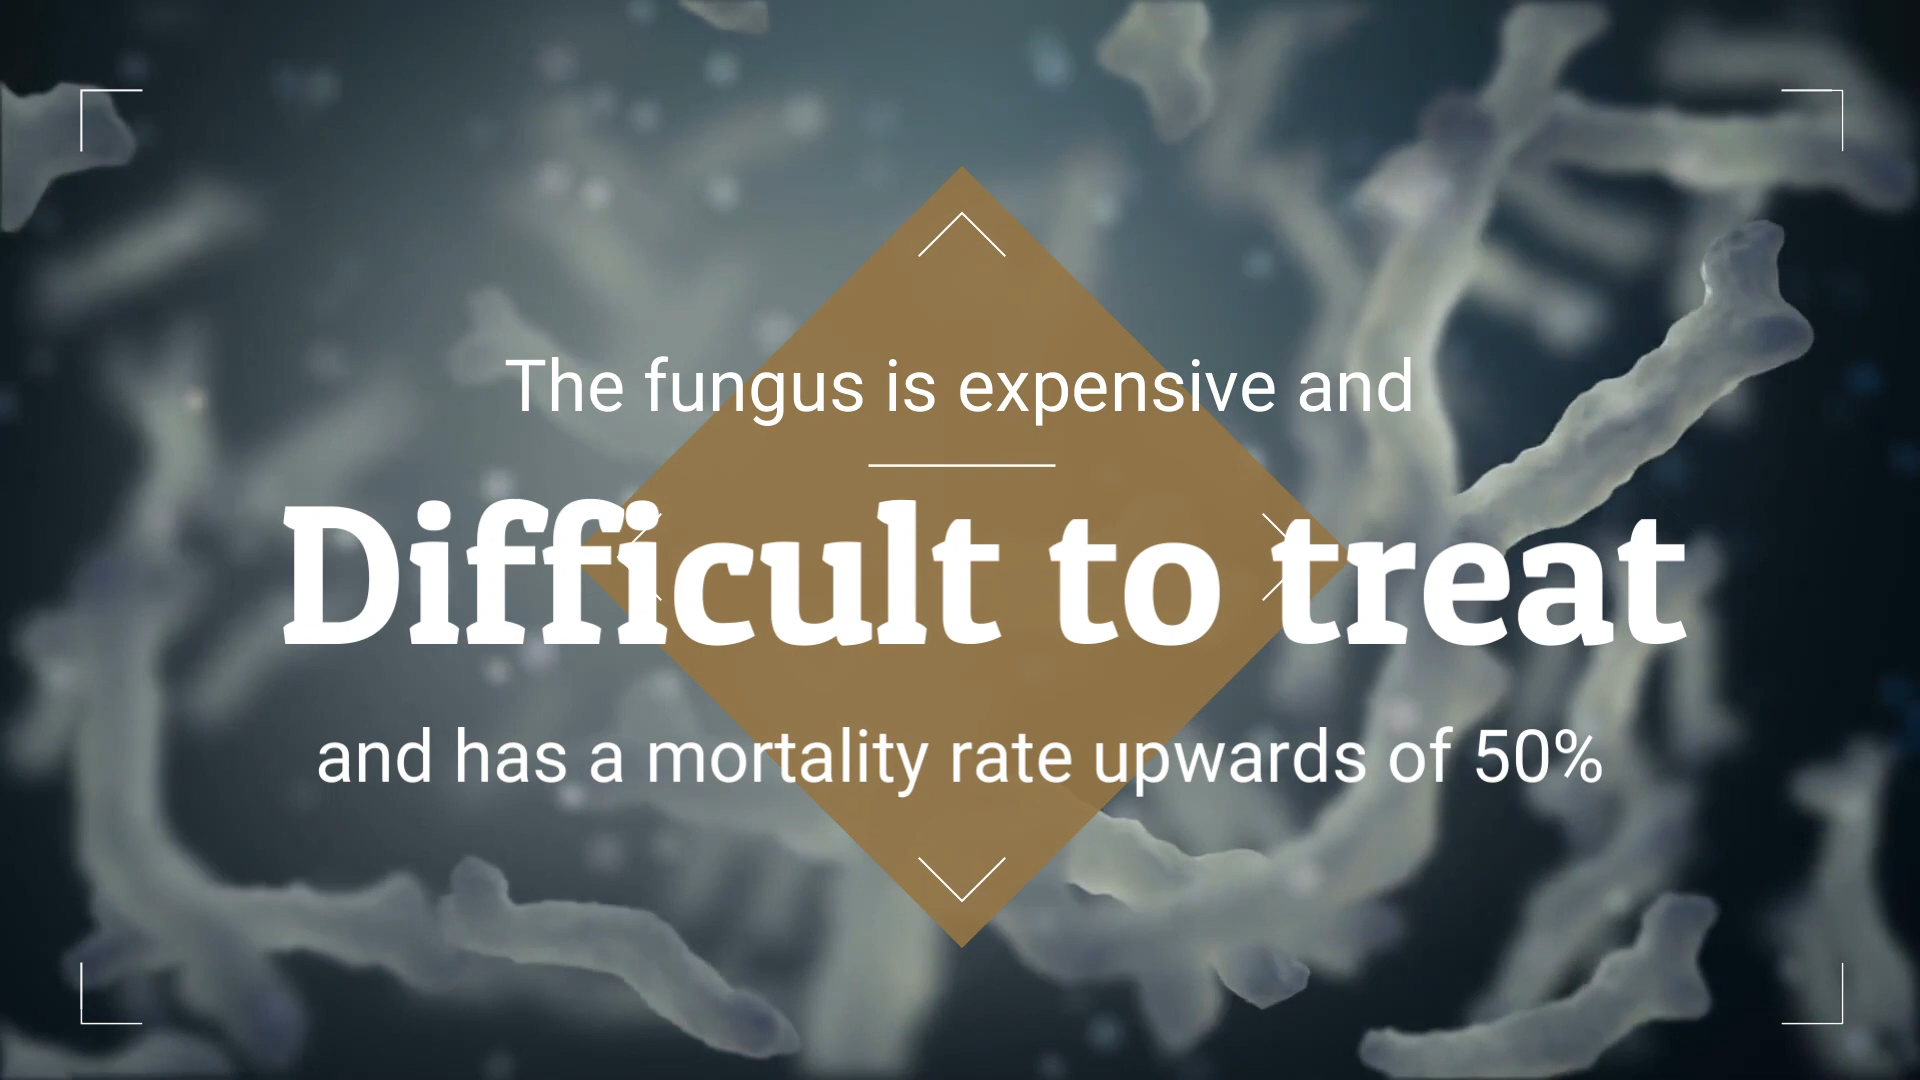 The fungus is expensive and
Difficult to treat
and has a mortality rate upwards of 50%